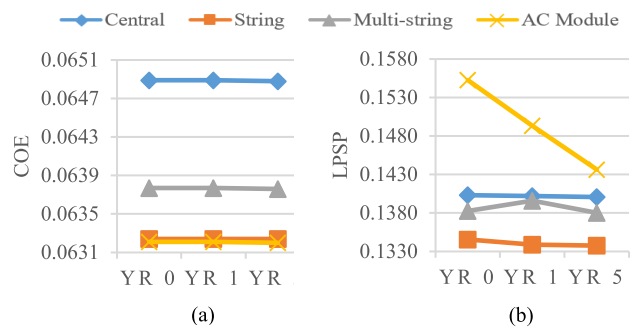 Central String Multi-string AC Module
COE
0.0651
0.0647
0.0643
0.0639
0.0635
0.0631
YR 0 YR 1 YR
(a)
LPSP
0.1580
0.1530
0.1480
0.1430
0.1380
0.1330
YR 0 YR 1 YR 5
(b)